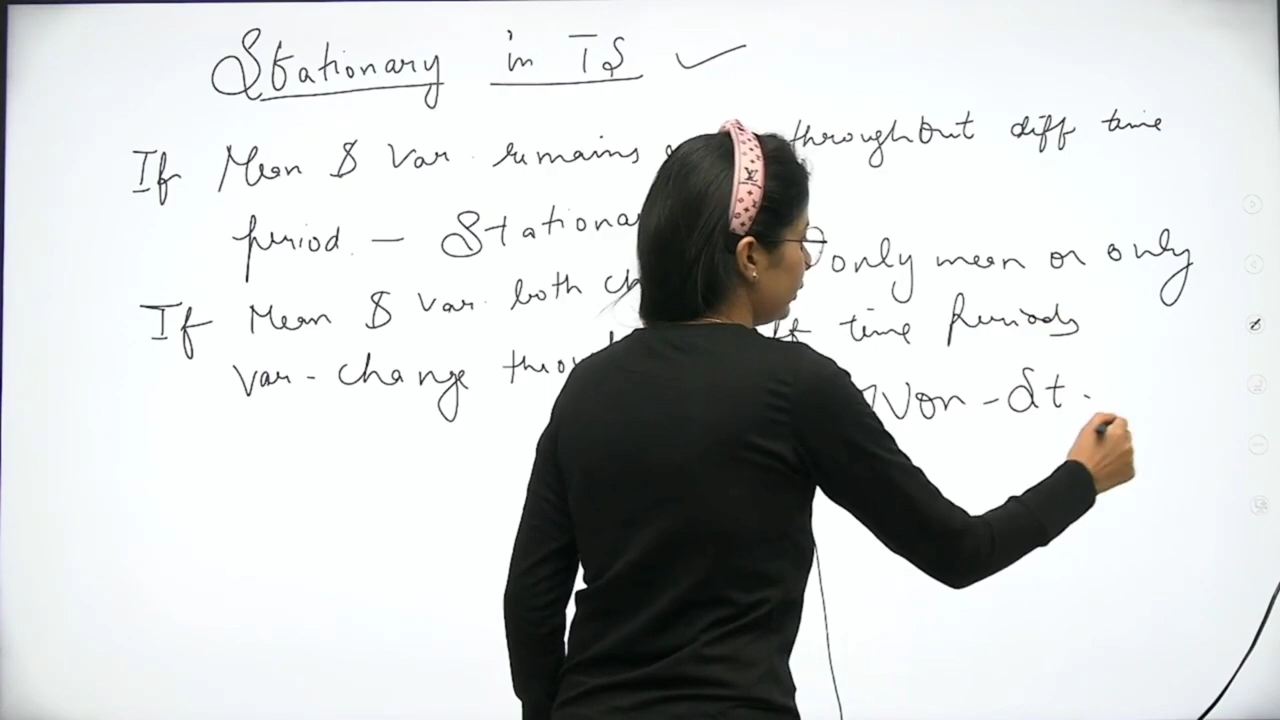 Stationary in TS
If Mean & Var. remains throughout diff time
period. – Stationa
If Mean & Var. both ch only mean or only
var-change thro time Periods
Non-St.